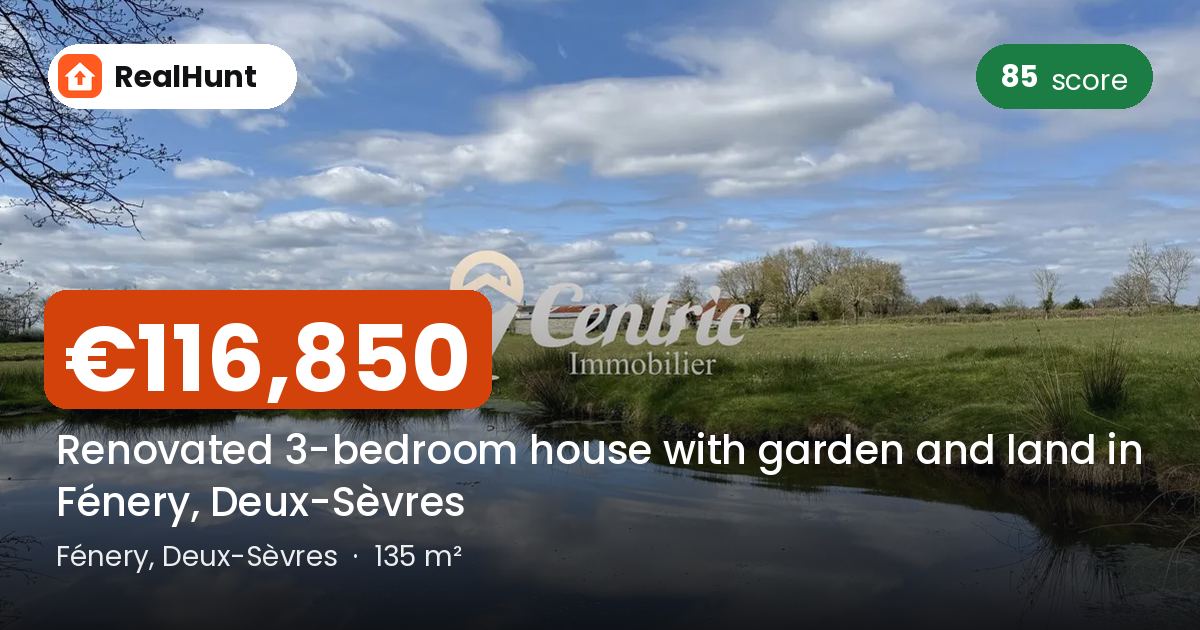 RealHunt
85 score
Centric
Immobilier
€116,850
Renovated 3-bedroom house with garden and land in
Fénery, Deux-Sèvres
Fénery, Deux-Sèvres · 135 m²